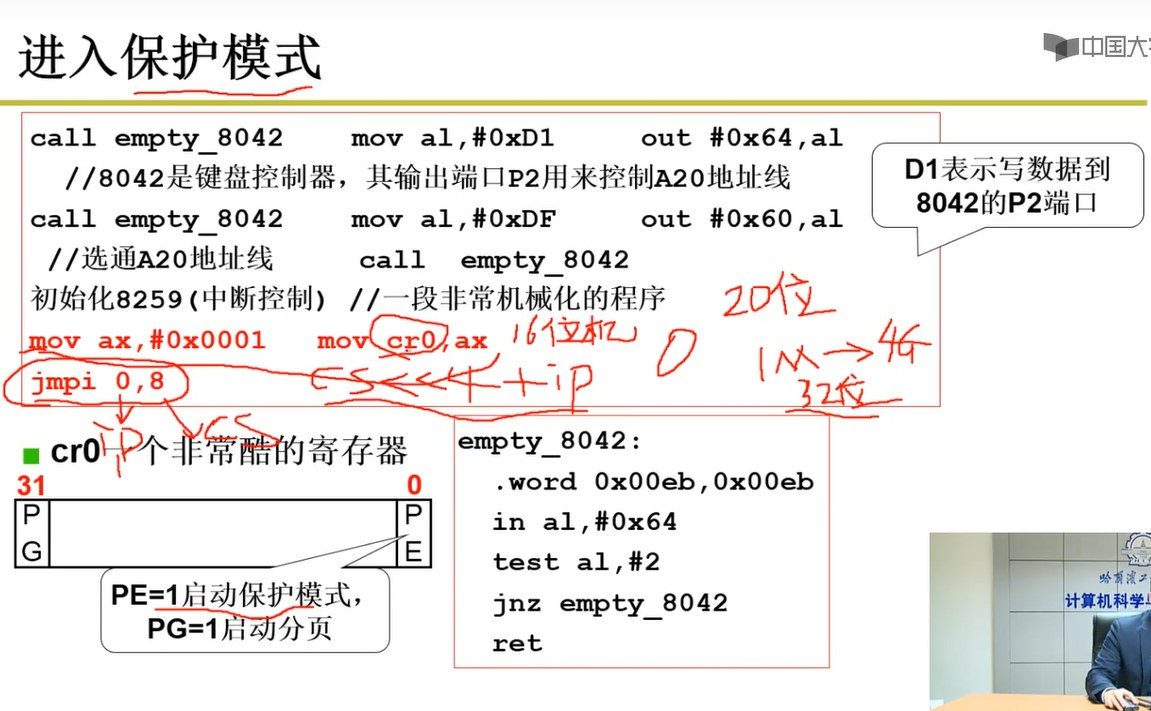 进入保护模式
中国大学
call empty_8042 mov al,#0xD1 out #0x64,al
//8042是键盘控制器，其输出端口P2用来控制A20地址线
call empty_8042 mov al,#0xDF out #0x60,al
//选通A20地址线 call empty_8042
初始化8259(中断控制) //一段非常机械化的程序
mov ax,#0x0001 mov cr0,ax
jmpi 0,8
D1表示写数据到
8042的P2端口
20位
16位机
0
1M→4G
32位
CS<<4+ip
ip
CS
cr0一个非常酷的寄存器
31 0
PG PE
PE=1启动保护模式，
PG=1启动分页
empty_8042:
.word 0x00eb,0x00eb
in al,#0x64
test al,#2
jnz empty_8042
ret
计算机科学